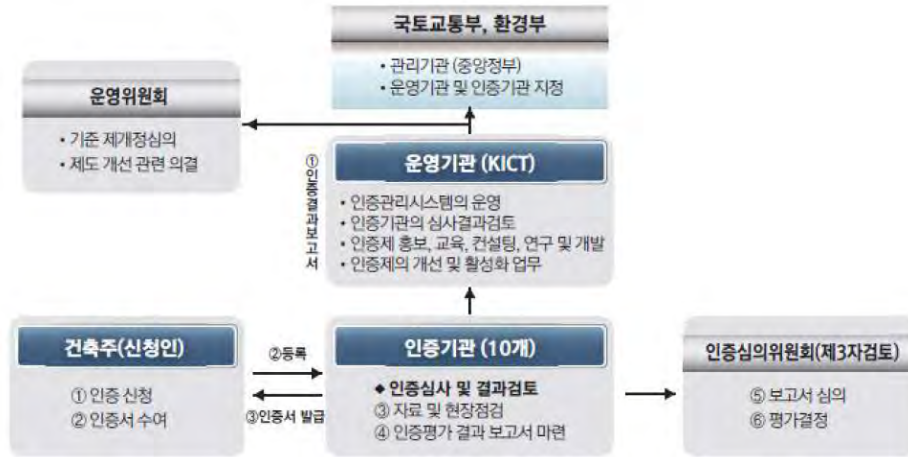 국토교통부, 환경부
• 관리기관 (중앙정부)
• 운영기관 및 인증기관 지정
운영위원회
• 기준 제개정심의
• 제도 개선 관련 의결
①인증결과보고서
운영기관 (KICT)
• 인증관리시스템의 운영
• 인증기관의 심사결과검토
• 인증제 홍보, 교육, 컨설팅, 연구 및 개발
• 인증제의 개선 및 활성화 업무
건축주(신청인)
① 인증 신청
② 인증서 수여
②등록
③인증서 발급
인증기관 (10개)
◆ 인증심사 및 결과검토
③ 자료 및 현장점검
④ 인증평가 결과 보고서 마련
인증심의위원회(제3자검토)
⑤ 보고서 심의
⑥ 평가결정